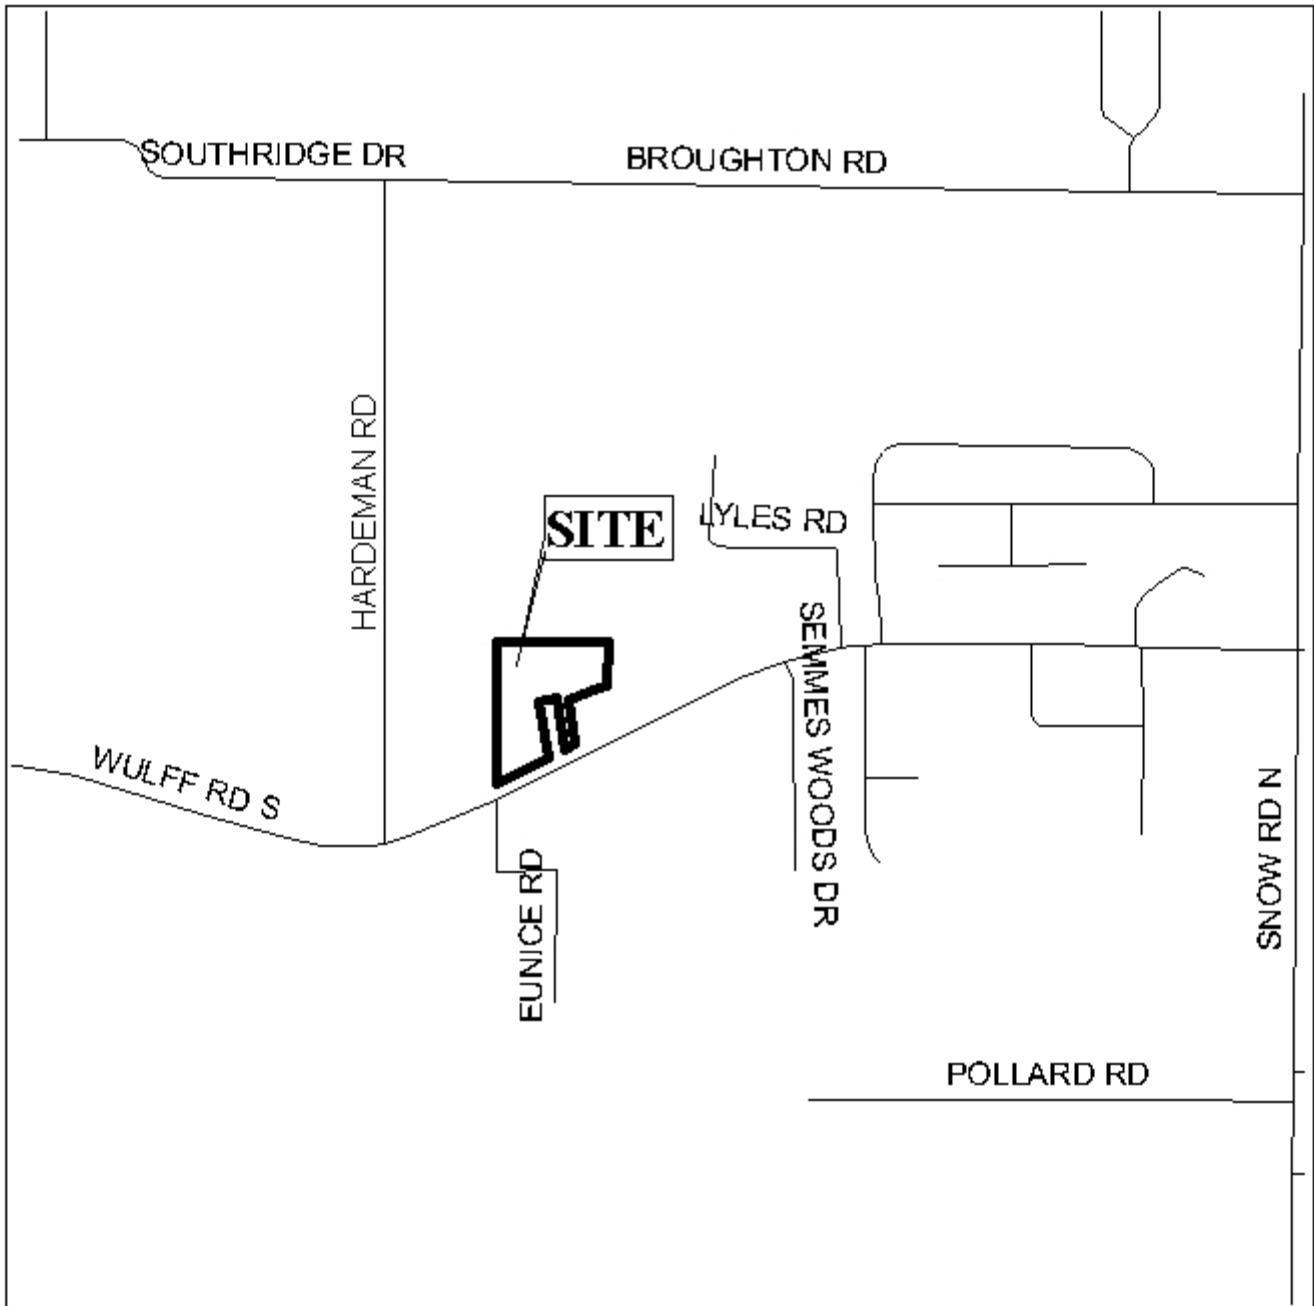 SOUTHRIDGE DR
BROUGHTON RD
HARDEMAN RD
SITE
LYLES RD
SEMMES WOODS DR
WULFF RD S
EUNICE RD
SNOW RD N
POLLARD RD